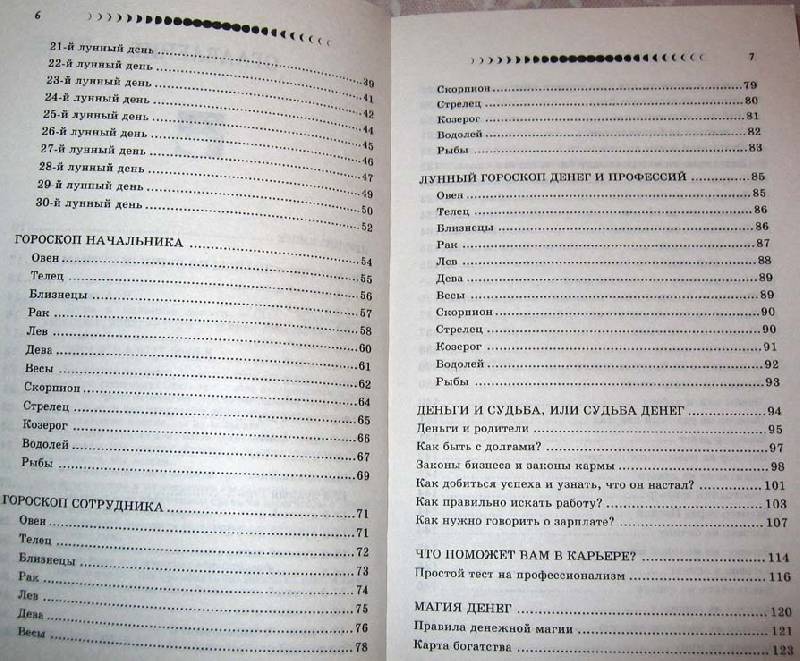 6
21-й лунный день 39
22-й лунный день 41
23-й лунный день 42
24-й лунный день 44
25-й лунный день 45
26-й лунный день 46
27-й лунный день 47
28-й лунный день 49
29-й лунный день 50
30-й лунный день 52
ГОРОСКОП НАЧАЛЬНИКА 54
Овен 55
Телец 56
Близнецы 57
Рак 58
Лев 60
Дева 61
Весы 62
Скорпион 64
Стрелец 65
Козерог 66
Водолей 67
Рыбы 69
ГОРОСКОП СОТРУДНИКА 71
Овен 71
Телец 72
Близнецы 73
Рак 74
Лев 75
Дева 76
Весы 78
7
Скорпион 79
Стрелец 80
Козерог 81
Водолей 82
Рыбы 83
ЛУННЫЙ ГОРОСКОП ДЕНЕГ И ПРОФЕССИЙ 85
Овен 85
Телец 86
Близнецы 86
Рак 87
Лев 88
Дева 89
Весы 89
Скорпион 90
Стрелец 90
Козерог 91
Водолей 92
Рыбы 93
ДЕНЬГИ И СУДЬБА, ИЛИ СУДЬБА ДЕНЕГ 94
Деньги и родители 95
Как быть с долгами? 97
Законы бизнеса и законы кармы 98
Как добиться успеха и узнать, что он настал? 101
Как правильно искать работу? 103
Как нужно говорить о зарплате? 107
ЧТО ПОМОЖЕТ ВАМ В КАРЬЕРЕ? 114
Простой тест на профессионализм 116
МАГИЯ ДЕНЕГ 120
Правила денежной магии 121
Карта богатства 123